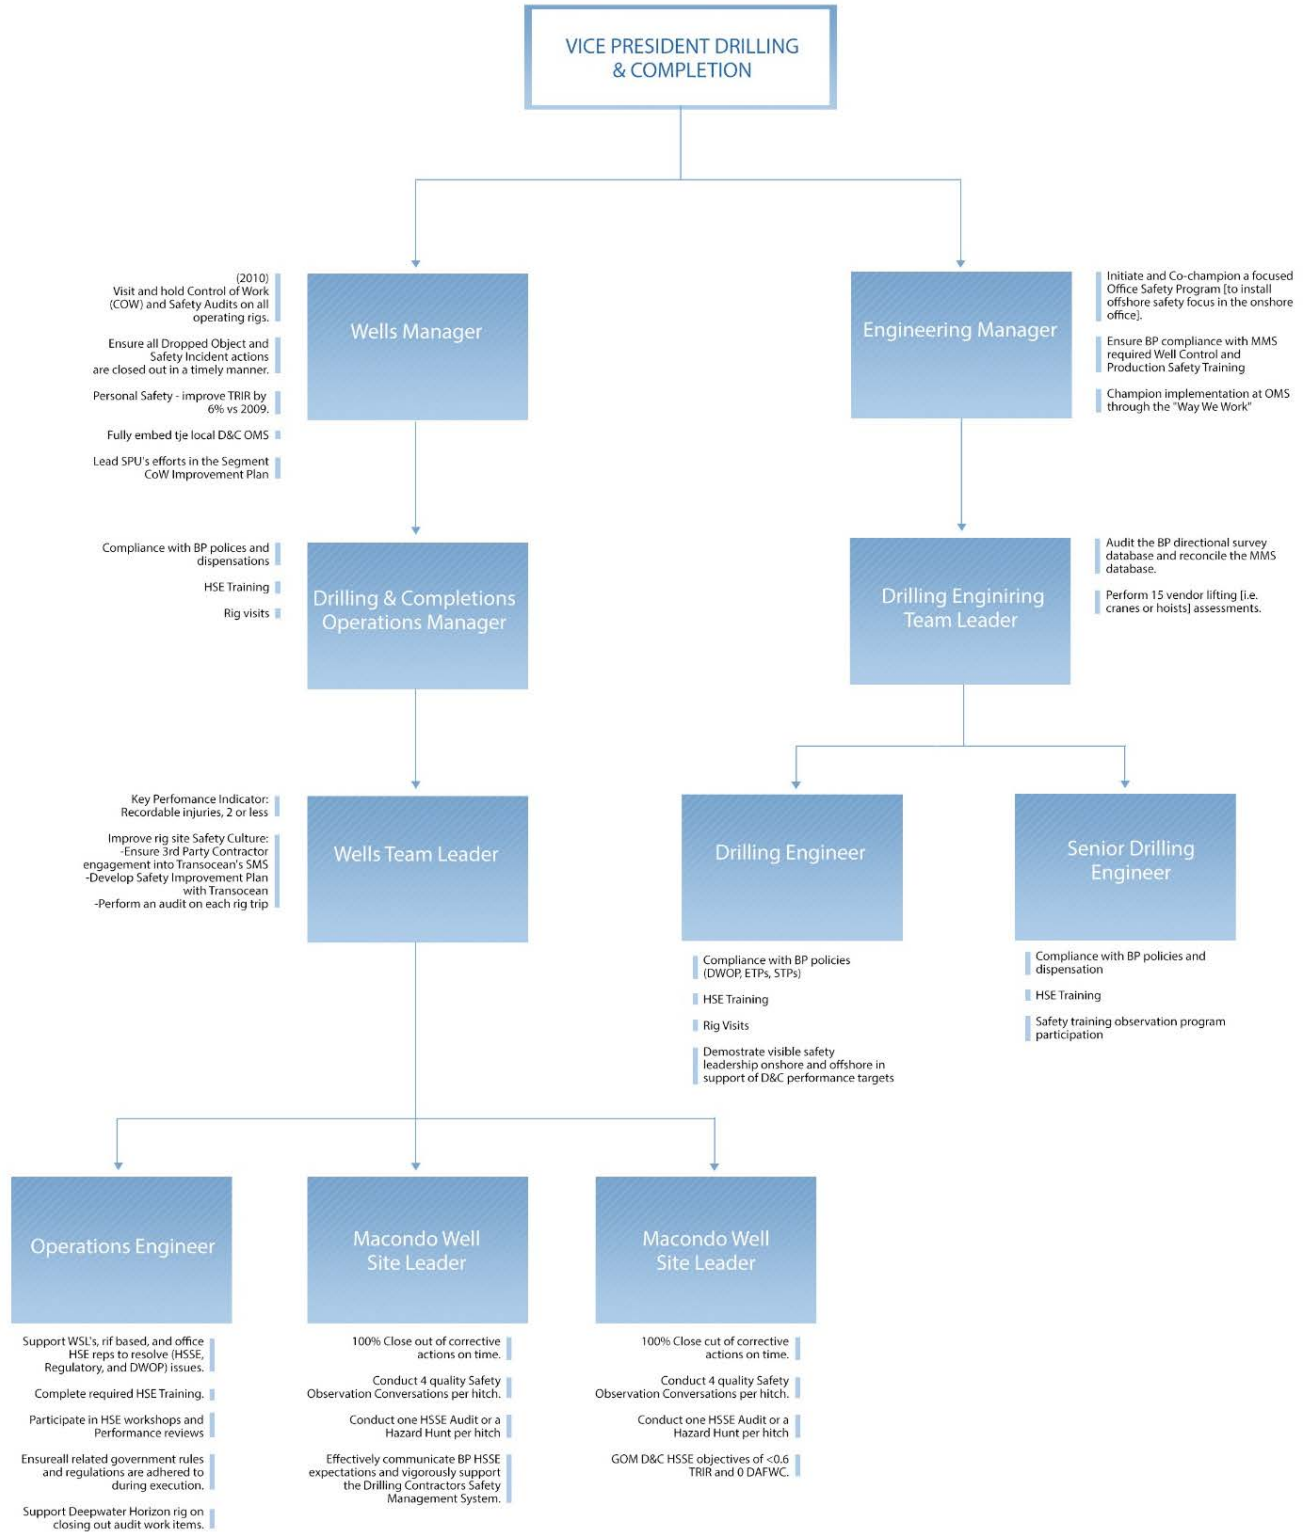 VICE PRESIDENT DRILLING
& COMPLETION
(2010)
Visit and hold Control of Work
(COW) and Safety Audits on all
operating rigs.
Ensure all Dropped Object and
Safety Incident actions
are closed out in a timely manner.
Personal Safety - improve TRIR by
6% vs 2009.
Fully embed tje local D&C OMS
Lead SPU's efforts in the Segment
CoW Improvement Plan
Wells Manager
Engineering Manager
Initiate and Co-champion a focused
Office Safety Program [to install
offshore safety focus in the onshore
office].
Ensure BP compliance with MMS
required Well Control and
Production Safety Training
Champion implementation at OMS
through the "Way We Work"
Compliance with BP polices and
dispensations
HSE Training
Rig visits
Drilling & Completions
Operations Manager
Drilling Enginiring
Team Leader
Audit the BP directional survey
database and reconcile the MMS
database.
Perform 15 vendor lifting [i.e.
cranes or hoists] assessments.
Key Perfomance Indicator:
Recordable injuries, 2 or less
Improve rig site Safety Culture:
-Ensure 3rd Party Contractor
engagement into Transocean's SMS
-Develop Safety Improvement Plan
with Transocean
-Perform an audit on each rig trip
Wells Team Leader
Drilling Engineer
Compliance with BP policies
(DWOP, ETPs, STPs)
HSE Training
Rig Visits
Demostrate visible safety
leadership onshore and offshore in
support of D&C performance targets
Senior Drilling
Engineer
Compliance with BP policies and
dispensation
HSE Training
Safety training observation program
participation
Operations Engineer
Support WSL's, rif based, and office
HSE reps to resolve (HSSE,
Regulatory, and DWOP) issues.
Complete required HSE Training.
Participate in HSE workshops and
Performance reviews
Ensureall related government rules
and regulations are adhered to
during execution.
Support Deepwater Horizon rig on
closing out audit work items.
Macondo Well
Site Leader
100% Close out of corrective
actions on time.
Conduct 4 quality Safety
Observation Conversations per hitch.
Conduct one HSSE Audit or a
Hazard Hunt per hitch
Effectively communicate BP HSSE
expectations and vigorously support
the Drilling Contractors Safety
Management System.
Macondo Well
Site Leader
100% Close cut of corrective
actions on time.
Conduct 4 quality Safety
Observation Conversations per hitch.
Conduct one HSSE Audit or a
Hazard Hunt per hitch
GOM D&C HSSE objectives of <0.6
TRIR and 0 DAFWC.